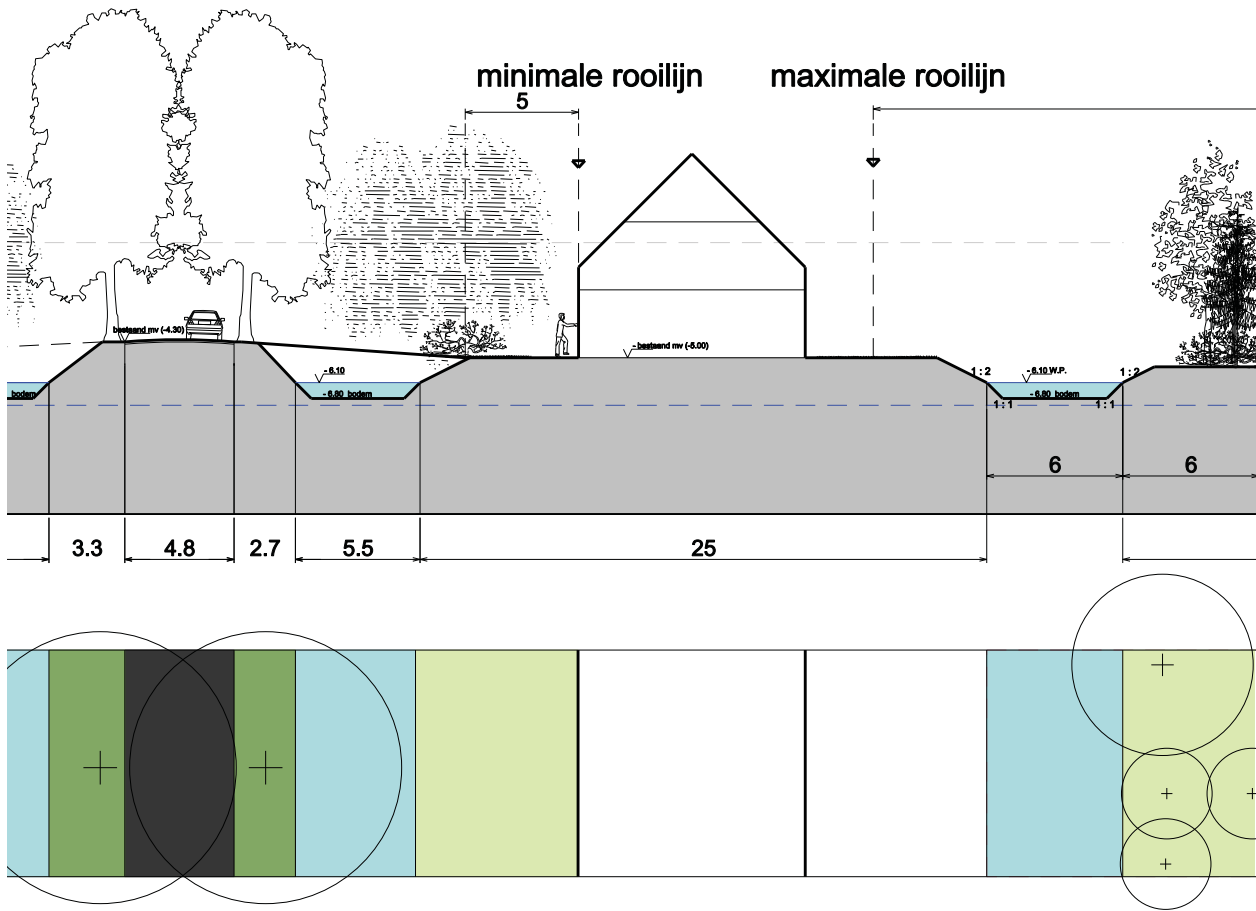 minimale rooilijn
maximale rooilijn
5
bestaand mv (-4.30)
- bestaand mv (-5.00)
- 6.10
1 : 2
- 6.10 W.P.
1 : 2
bodem
- 6.80 bodem
- 6.80 bodem
1 : 1
1 : 1
6
6
3.3
4.8
2.7
5.5
25